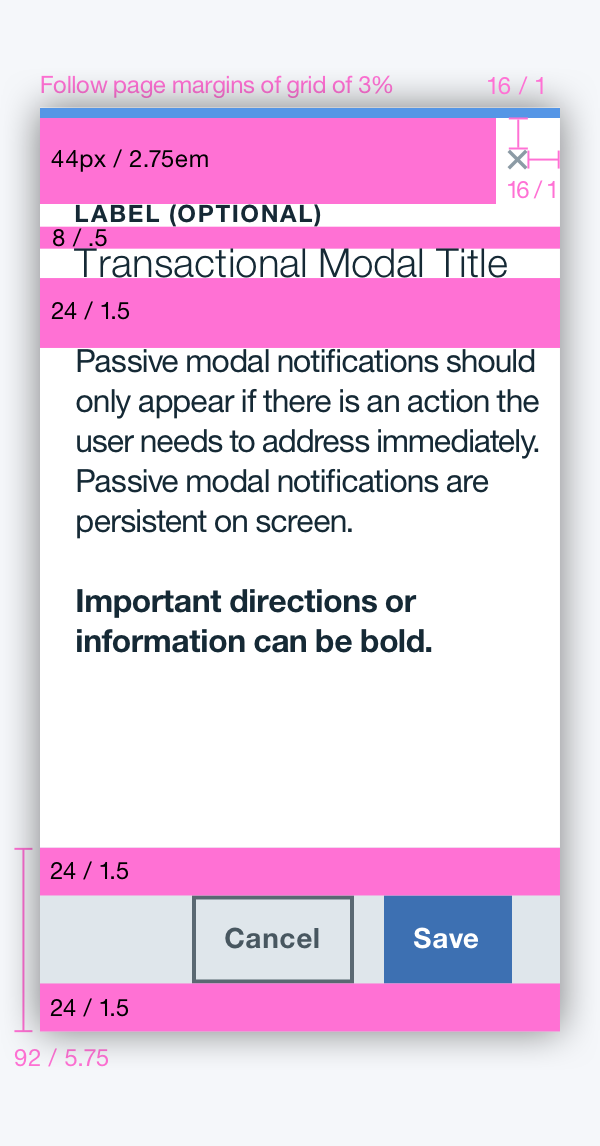 Follow page margins of grid of 3%
16 / 1
44px / 2.75em
16 / 1
LABEL (OPTIONAL)
8 / .5
Transactional Modal Title
24 / 1.5
Passive modal notifications should
only appear if there is an action the
user needs to address immediately.
Passive modal notifications are
persistent on screen.
Important directions or
information can be bold.
24 / 1.5
Cancel
Save
24 / 1.5
92 / 5.75